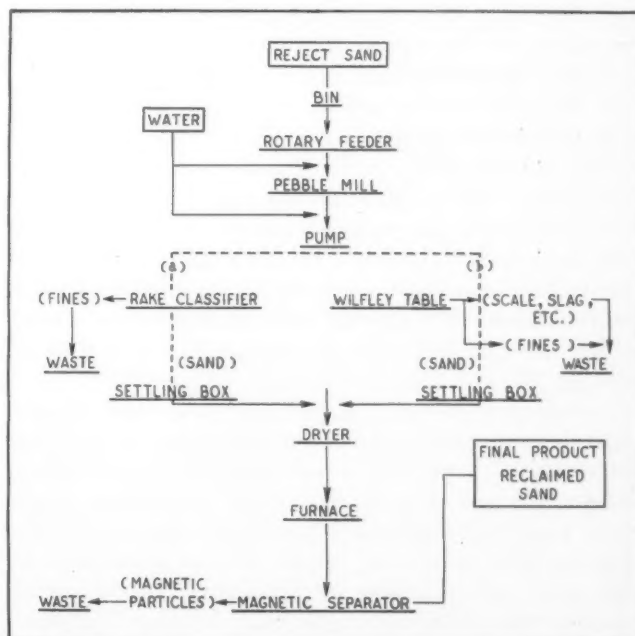 REJECT SAND
BIN
WATER
ROTARY FEEDER
PEBBLE MILL
PUMP
(a)
(b)
(FINES)
RAKE CLASSIFIER
WILFLEY TABLE
(SCALE, SLAG,
ETC.)
(FINES)
WASTE
(SAND)
(SAND)
WASTE
SETTLING BOX
SETTLING BOX
DRYER
FINAL PRODUCT
RECLAIMED
SAND
FURNACE
(MAGNETIC
PARTICLES)
WASTE
MAGNETIC SEPARATOR